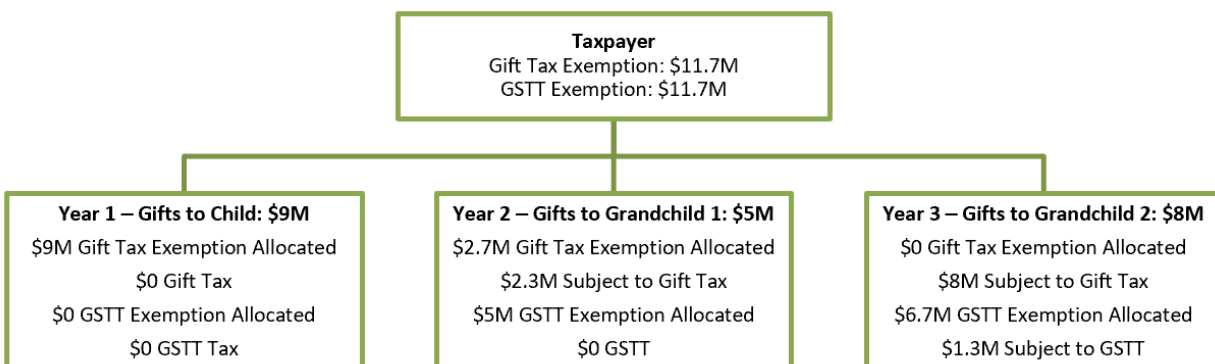 Taxpayer
Gift Tax Exemption: $11.7M
GSTT Exemption: $11.7M
Year 1 – Gifts to Child: $9M
$9M Gift Tax Exemption Allocated
$0 Gift Tax
$0 GSTT Exemption Allocated
$0 GSTT Tax
Year 2 – Gifts to Grandchild 1: $5M
$2.7M Gift Tax Exemption Allocated
$2.3M Subject to Gift Tax
$5M GSTT Exemption Allocated
$0 GSTT
Year 3 – Gifts to Grandchild 2: $8M
$0 Gift Tax Exemption Allocated
$8M Subject to Gift Tax
$6.7M GSTT Exemption Allocated
$1.3M Subject to GSTT